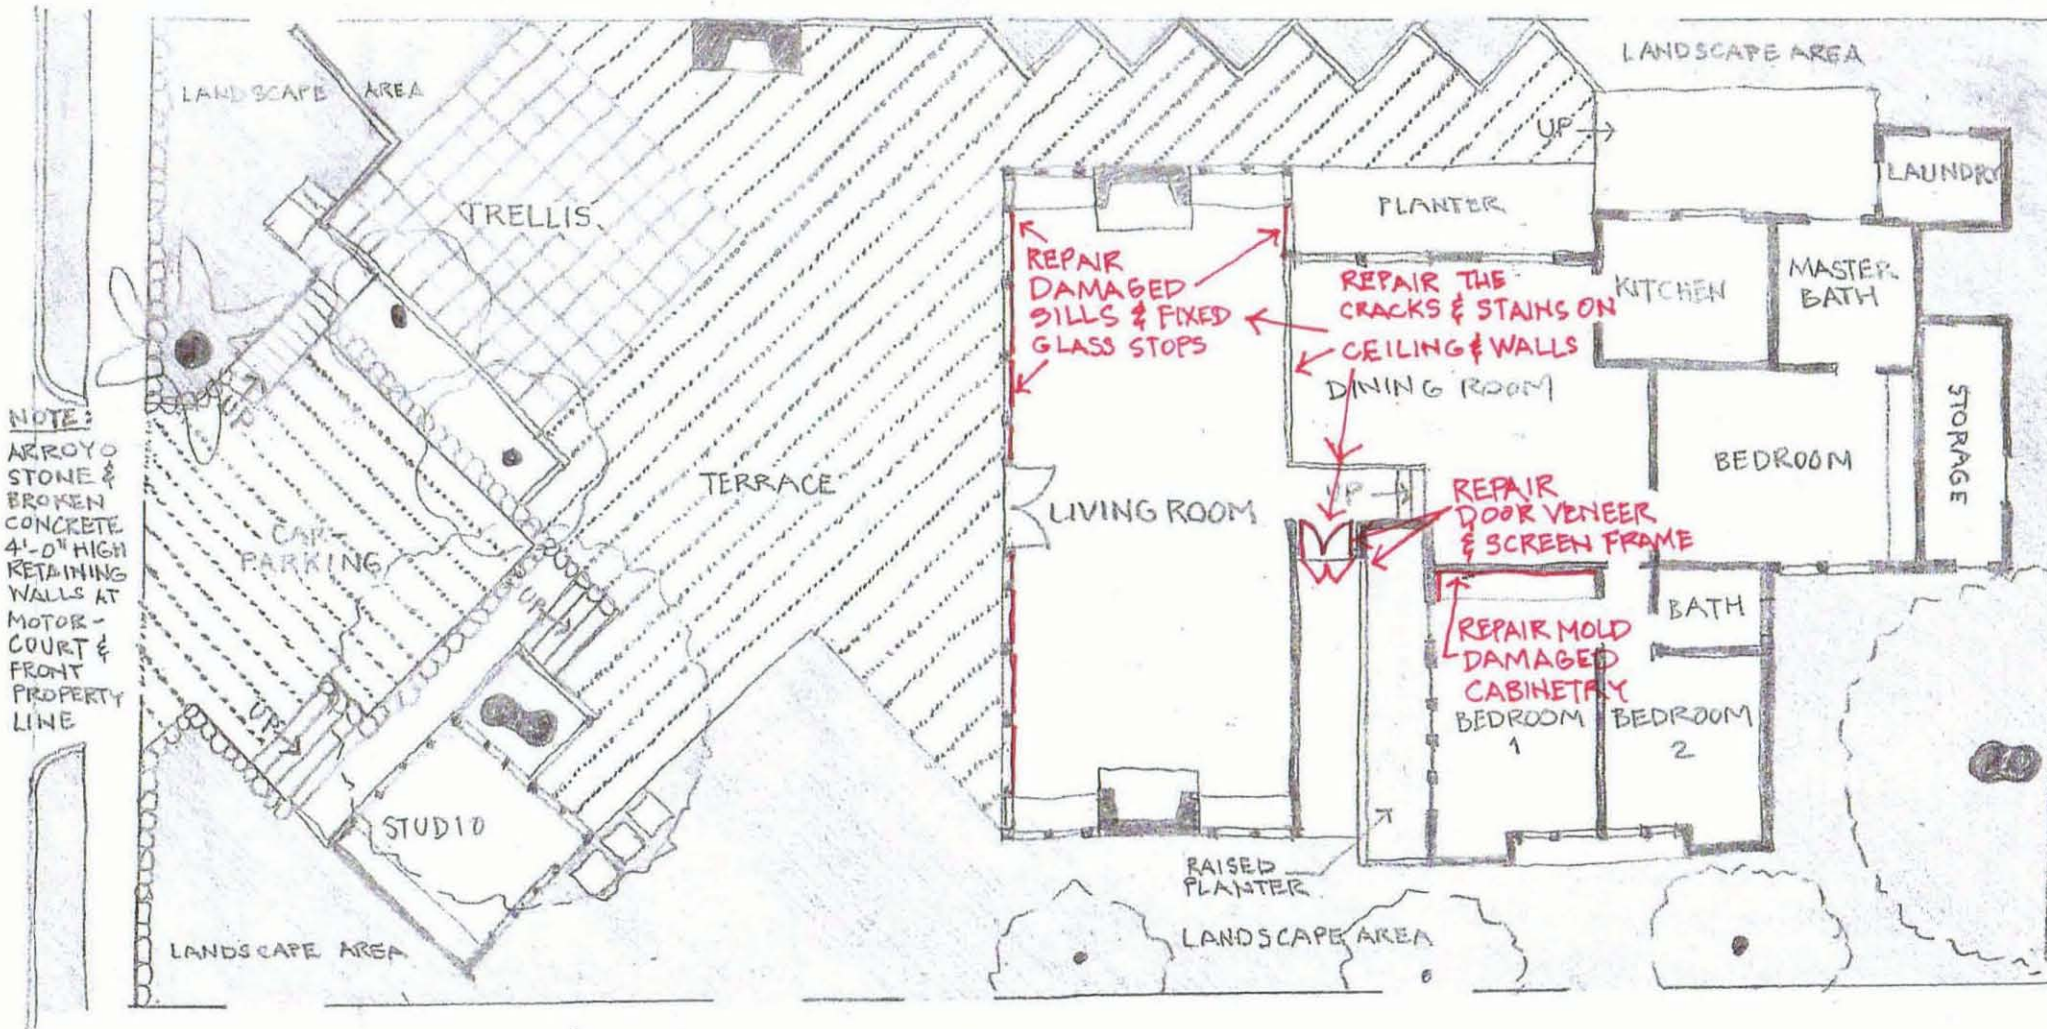 LANDSCAPE AREA
LANDSCAPE AREA
UP →
LAUNDRY
TRELLIS
PLANTER
KITCHEN
MASTER
BATH
REPAIR
DAMAGED
SILLS & FIXED
GLASS STOPS
REPAIR THE
CRACKS & STAINS ON
CEILING & WALLS
DINING ROOM
STORAGE
BEDROOM
UP
NOTE:
ARROYO
STONE &
BROKEN
CONCRETE
4'-0" HIGH
RETAINING
WALLS AT
MOTOR-
COURT &
FRONT
PROPERTY
LINE
CAR-
PARKING
TERRACE
LIVING ROOM
UP →
REPAIR
DOOR VENEER
& SCREEN FRAME
BATH
UP
REPAIR MOLD
DAMAGED
CABINETRY
BEDROOM
1
BEDROOM
2
UP
STUDIO
RAISED
PLANTER
LANDSCAPE AREA
LANDSCAPE AREA